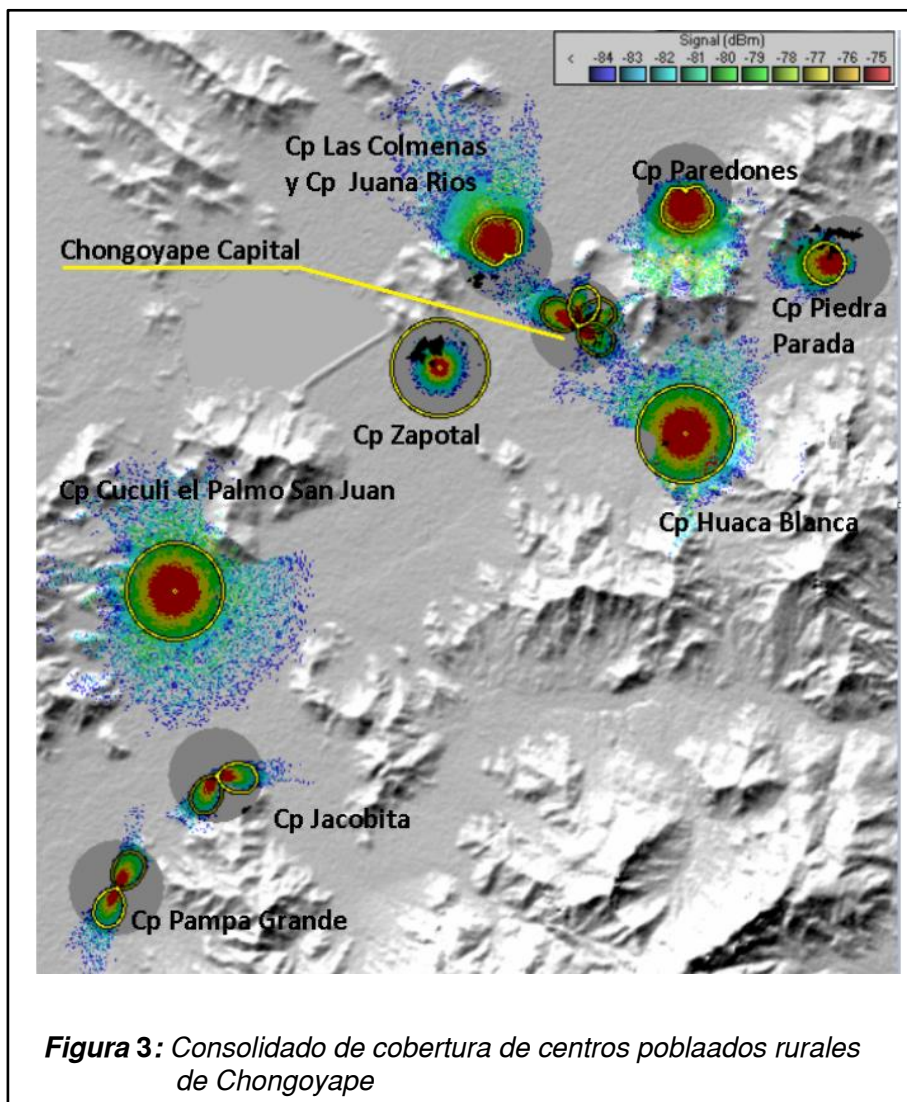 Signal (dBm)
< -84 -83 -82 -81 -80 -79 -78 -77 -76 -75
Cp Las Colmenas
y Cp Juana Rios
Cp Paredones
Chongoyape Capital
Cp Piedra
Parada
Cp Zapotal
Cp Cuculi el Palmo San Juan
Cp Huaca Blanca
Cp Jacobita
Cp Pampa Grande
Figura 3: Consolidado de cobertura de centros poblaados rurales
de Chongoyape